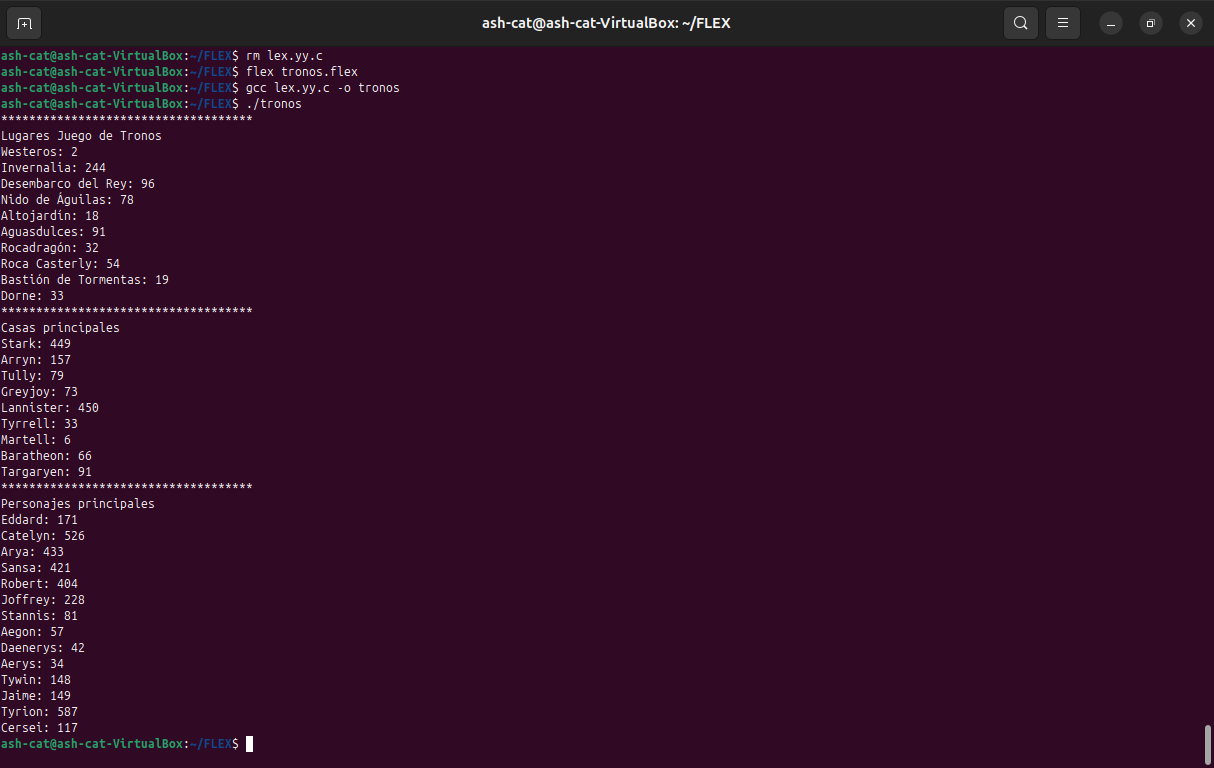 ash-cat@ash-cat-VirtualBox: ~/FLEX
ash-cat@ash-cat-VirtualBox:~/FLEX$ rm lex.yy.c
ash-cat@ash-cat-VirtualBox:~/FLEX$ flex tronos.flex
ash-cat@ash-cat-VirtualBox:~/FLEX$ gcc lex.yy.c -o tronos
ash-cat@ash-cat-VirtualBox:~/FLEX$ ./tronos
************************************
Lugares Juego de Tronos
Westeros: 2
Invernalia: 244
Desembarco del Rey: 96
Nido de Águilas: 78
Altojardín: 18
Aguasdulces: 91
Rocadragón: 32
Roca Casterly: 54
Bastión de Tormentas: 19
Dorne: 33
************************************
Casas principales
Stark: 449
Arryn: 157
Tully: 79
Greyjoy: 73
Lannister: 450
Tyrrell: 33
Martell: 6
Baratheon: 66
Targaryen: 91
************************************
Personajes principales
Eddard: 171
Catelyn: 526
Arya: 433
Sansa: 421
Robert: 404
Joffrey: 228
Stannis: 81
Aegon: 57
Daenerys: 42
Aerys: 34
Tywin: 148
Jaime: 149
Tyrion: 587
Cersei: 117
ash-cat@ash-cat-VirtualBox:~/FLEX$